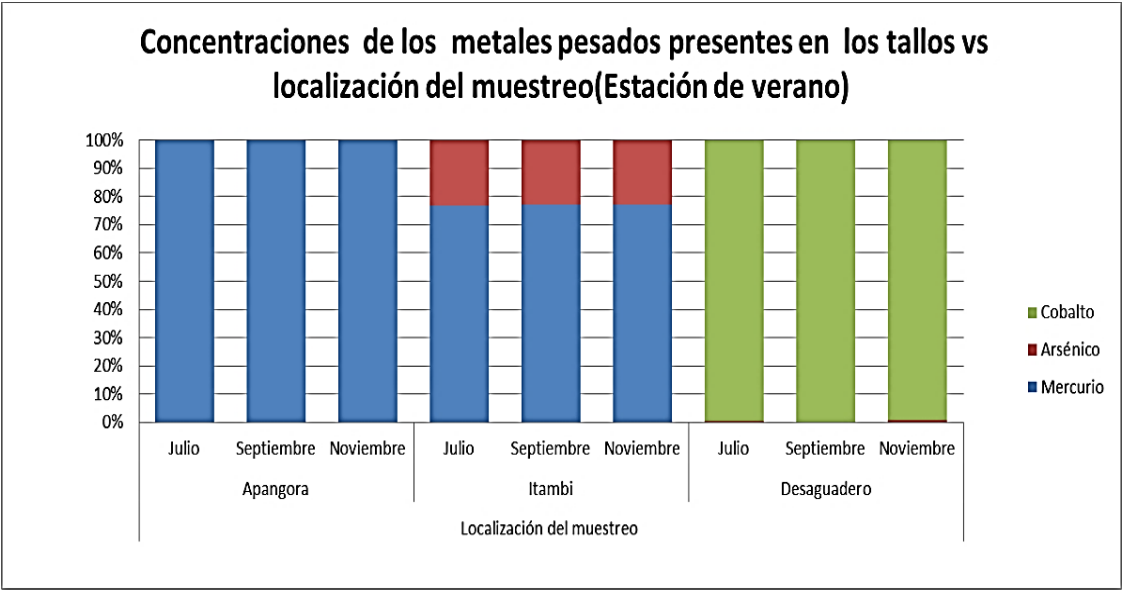 Concentraciones de los metales pesados presentes en los tallos vs
localización del muestreo(Estación de verano)
100%
90%
80%
70%
60%
50%
40%
30%
20%
10%
0%
Cobalto
Arsénico
Mercurio
Julio Septiembre Noviembre Julio Septiembre Noviembre Julio Septiembre Noviembre
Apangora Itambi Desaguadero
Localización del muestreo